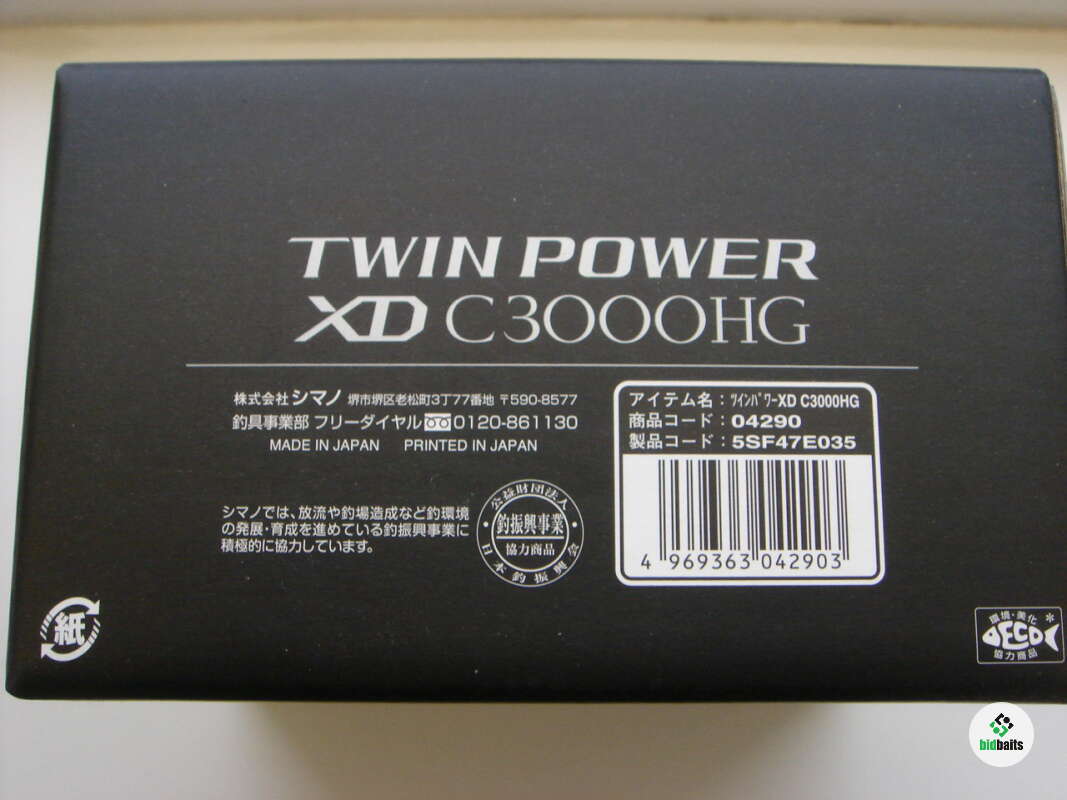 TWIN POWER
XD C3000HG
株式会社 シマノ 堺市堺区老松町3丁77番地 〒590-8577
釣具事業部 フリーダイヤル 0120-861130
MADE IN JAPAN PRINTED IN JAPAN
シマノでは、放流や釣場造成など釣環境
の発展・育成を進めている釣振興事業に
積極的に協力しています。
公益財団法人
釣振興事業
協力商品
日本釣振興会
アイテム名：ﾂｲﾝﾊﾟﾜｰXD C3000HG
商品コード：04290
製品コード：5SF47E035
4 969363 042903
紙
環境・美化
ECO
協力商品
bidbaits